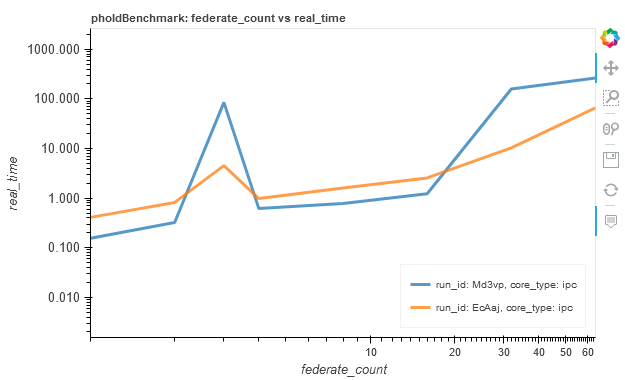 pholdBenchmark: federate_count vs real_time
1000.000
100.000
10.000
1.000
0.100
0.010
real_time
run_id: Md3vp, core_type: ipc
run_id: EcAaj, core_type: ipc
10 20 30 40 50 60
federate_count